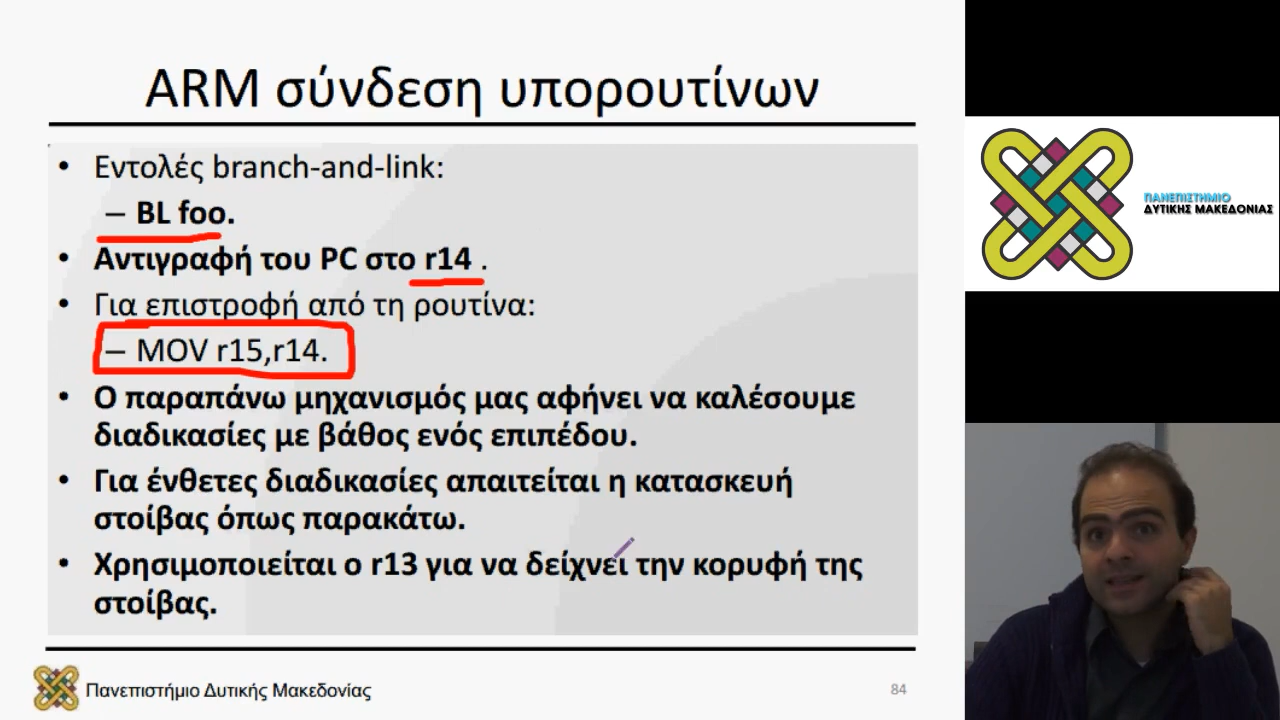 ARM σύνδεση υπορουτίνων
• Εντολές branch-and-link:
– BL foo.
• Αντιγραφή του PC στο r14 .
• Για επιστροφή από τη ρουτίνα:
– MOV r15,r14.
• Ο παραπάνω μηχανισμός μας αφήνει να καλέσουμε
διαδικασίες με βάθος ενός επιπέδου.
• Για ένθετες διαδικασίες απαιτείται η κατασκευή
στοίβας όπως παρακάτω.
• Χρησιμοποιείται ο r13 για να δείχνει την κορυφή της
στοίβας.
Πανεπιστήμιο Δυτικής Μακεδονίας
84
ΠΑΝΕΠΙΣΤΗΜΙΟ
ΔΥΤΙΚΗΣ ΜΑΚΕΔΟΝΙΑΣ